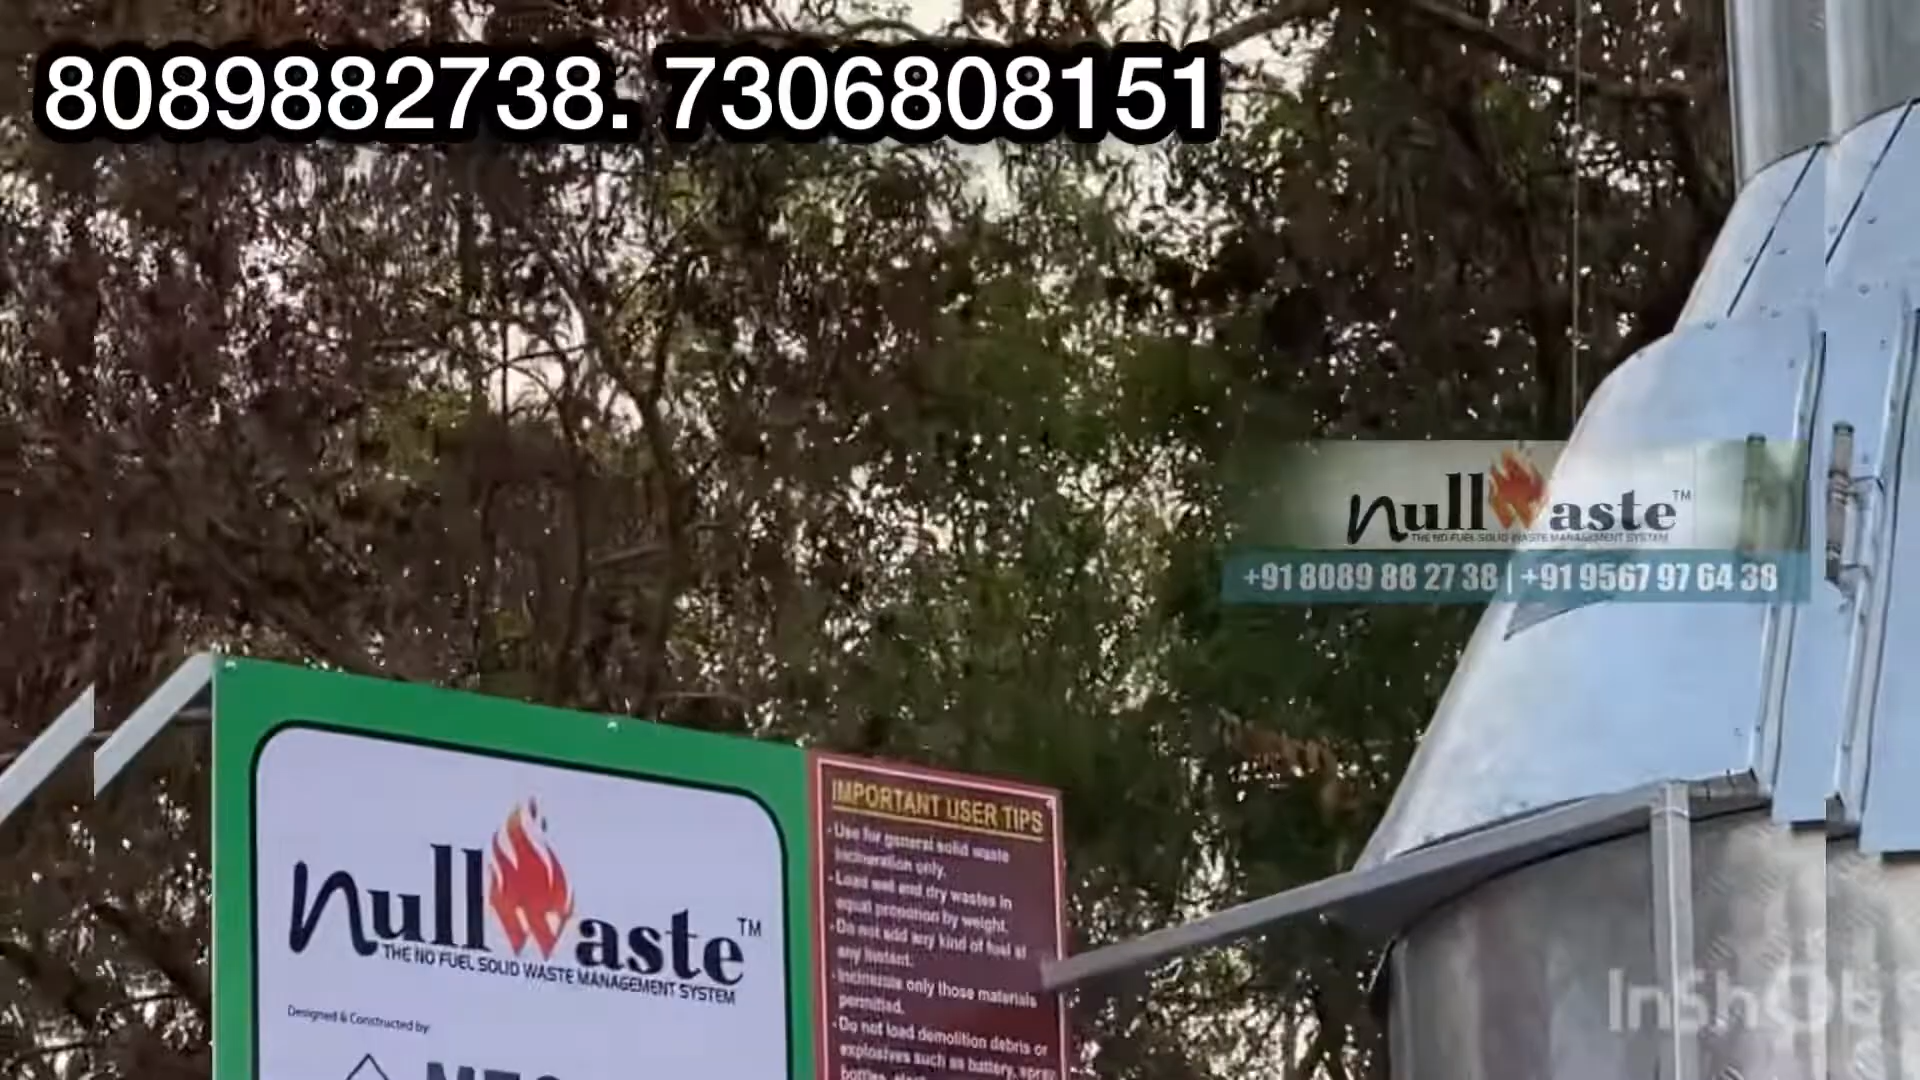 8089882738. 7306808151
nullWaste™
THE NO FUEL SOLID WASTE MANAGEMENT SYSTEM
+91 8089 88 27 38 | +91 9567 97 64 38
IMPORTANT USER TIPS
- Use for general solid waste
incineration only.
- Load wet and dry wastes in
equal proportion by weight.
- Do not add any kind of fuel at
any instant.
- Incinerate only those materials
permitted.
- Do not load demolition debris or
explosives such as battery, spray
bottles,
nullWaste™
THE NO FUEL SOLID WASTE MANAGEMENT SYSTEM
Designed & Constructed by
InShOt